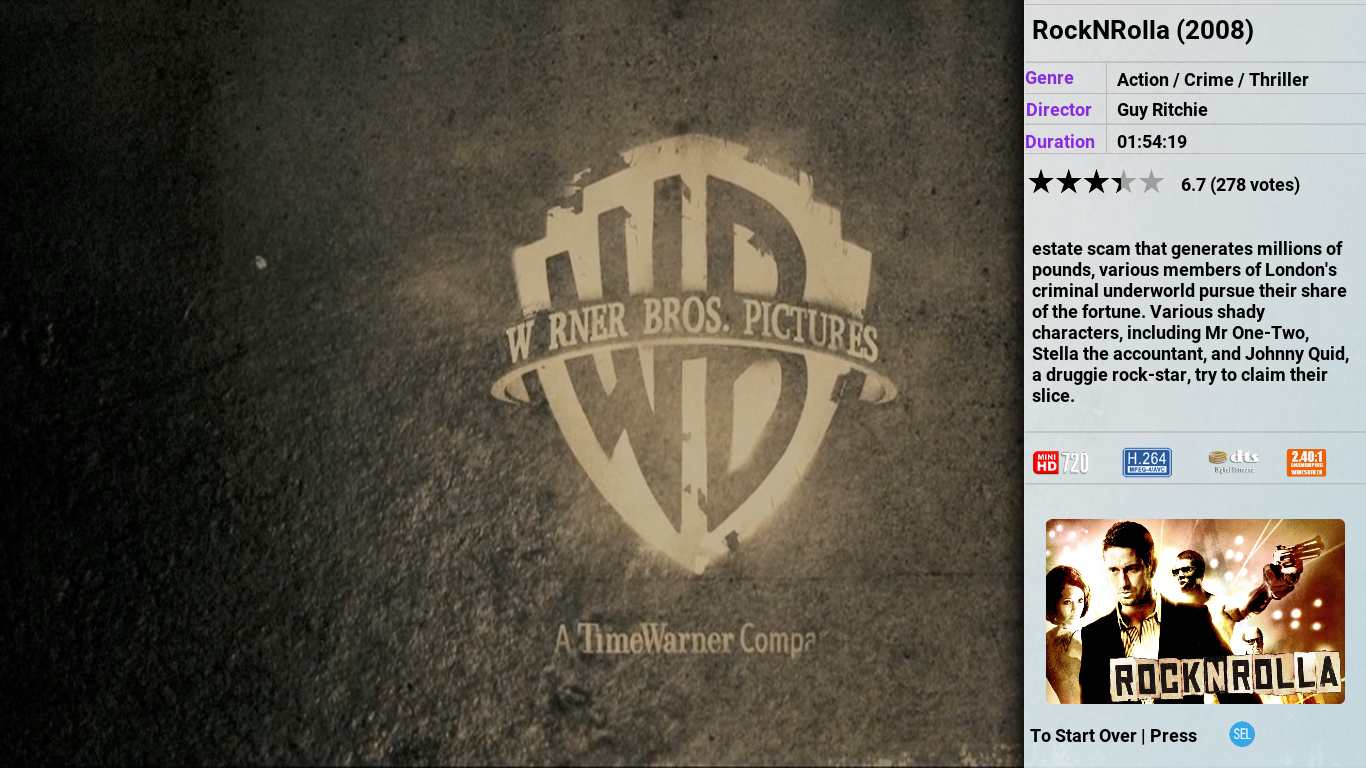 W RNER BROS. PICTURES
A TimeWarner Compa
RockNRolla (2008)
Genre Action / Crime / Thriller
Director Guy Ritchie
Duration 01:54:19
6.7 (278 votes)
estate scam that generates millions of
pounds, various members of London's
criminal underworld pursue their share
of the fortune. Various shady
characters, including Mr One-Two,
Stella the accountant, and Johnny Quid,
a druggie rock-star, try to claim their
slice.
MINI HD 720
H.264
MPEG-4/AVC
dts
2.40:1
ROCKNROLLA
To Start Over | Press SEL